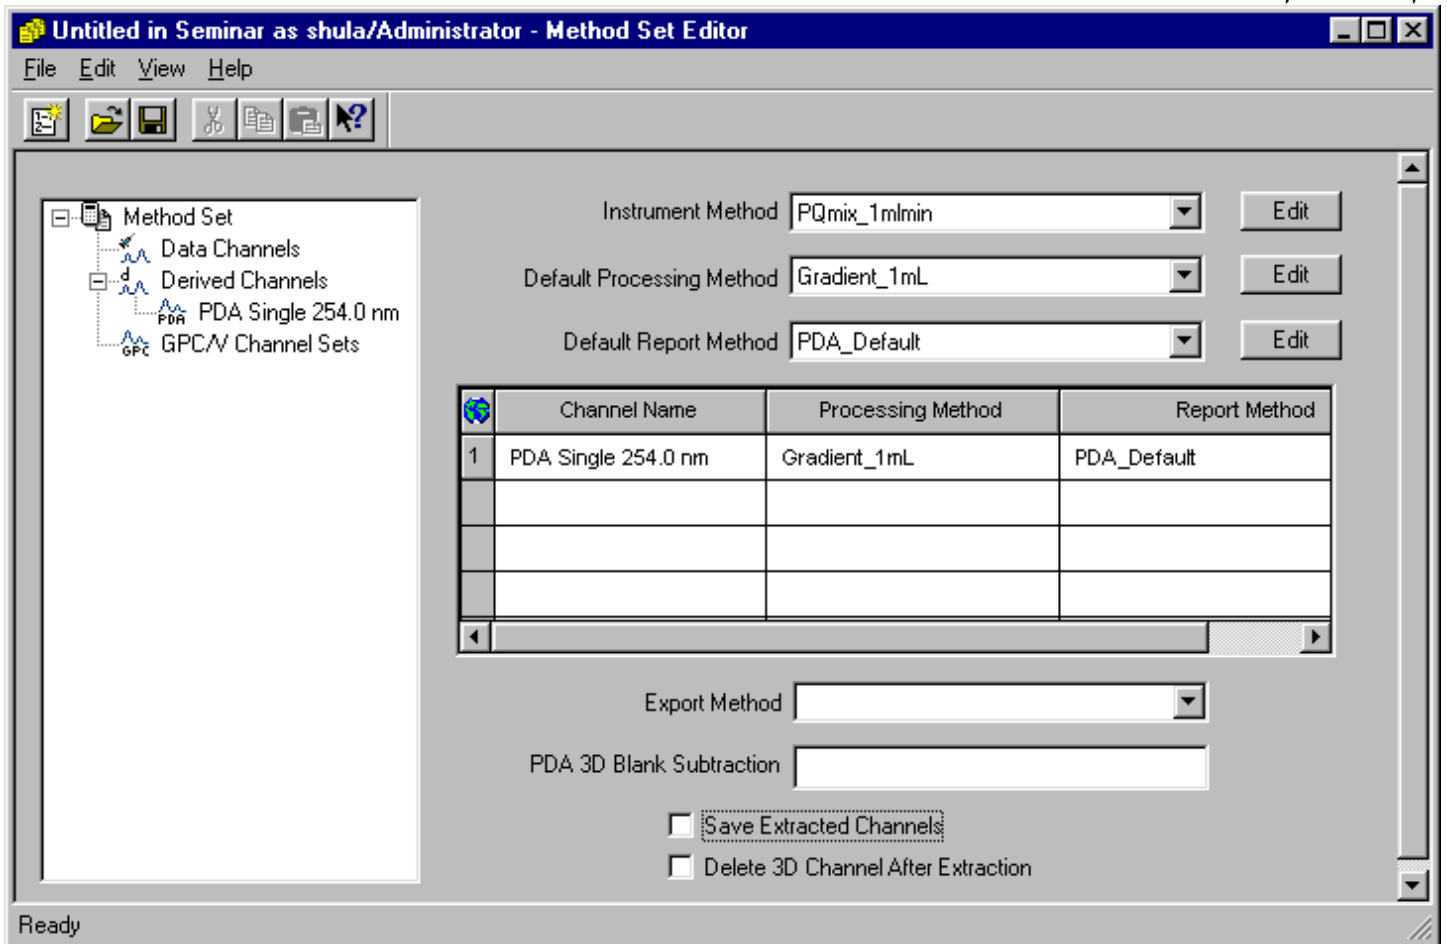 Untitled in Seminar as shula/Administrator - Method Set Editor
File Edit View Help
Method Set
Data Channels
Derived Channels
PDA Single 254.0 nm
GPC/V Channel Sets
Instrument Method PQmix_1mlmin Edit
Default Processing Method Gradient_1mL Edit
Default Report Method PDA_Default Edit
Channel Name Processing Method Report Method
1 PDA Single 254.0 nm Gradient_1mL PDA_Default
Export Method
PDA 3D Blank Subtraction
Save Extracted Channels
Delete 3D Channel After Extraction
Ready